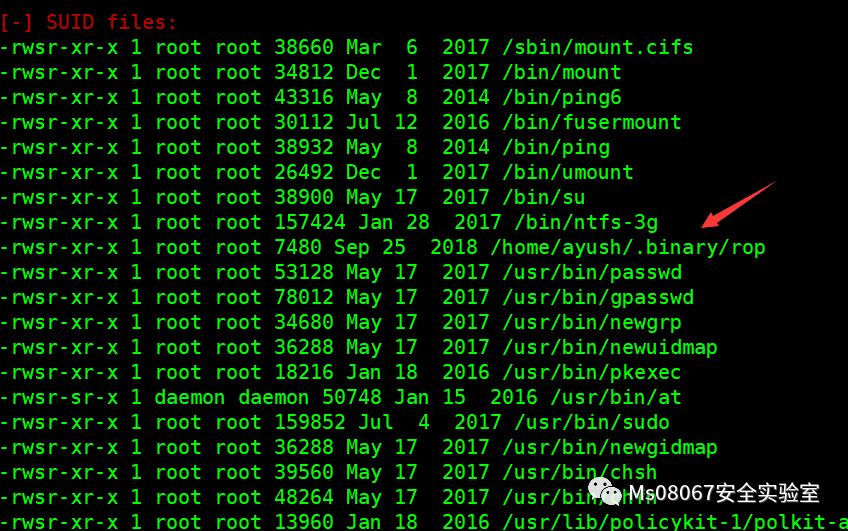 [-] SUID files:
-rwsr-xr-x 1 root root 38660 Mar  6  2017 /sbin/mount.cifs
-rwsr-xr-x 1 root root 34812 Dec  1  2017 /bin/mount
-rwsr-xr-x 1 root root 43316 May  8  2014 /bin/ping6
-rwsr-xr-x 1 root root 30112 Jul 12  2016 /bin/fusermount
-rwsr-xr-x 1 root root 38932 May  8  2014 /bin/ping
-rwsr-xr-x 1 root root 26492 Dec  1  2017 /bin/umount
-rwsr-xr-x 1 root root 38900 May 17  2017 /bin/su
-rwsr-xr-x 1 root root 157424 Jan 28  2017 /bin/ntfs-3g
-rwsr-xr-x 1 root root 7480 Sep 25  2018 /home/ayush/.binary/rop
-rwsr-xr-x 1 root root 53128 May 17  2017 /usr/bin/passwd
-rwsr-xr-x 1 root root 78012 May 17  2017 /usr/bin/gpasswd
-rwsr-xr-x 1 root root 34680 May 17  2017 /usr/bin/newgrp
-rwsr-xr-x 1 root root 36288 May 17  2017 /usr/bin/newuidmap
-rwsr-xr-x 1 root root 18216 Jan 18  2016 /usr/bin/pkexec
-rwsr-sr-x 1 daemon daemon 50748 Jan 15  2016 /usr/bin/at
-rwsr-xr-x 1 root root 159852 Jul  4  2017 /usr/bin/sudo
-rwsr-xr-x 1 root root 36288 May 17  2017 /usr/bin/newgidmap
-rwsr-xr-x 1 root root 39560 May 17  2017 /usr/bin/chsh
-rwsr-xr-x 1 root root 48264 May 17  2017 /usr/bin/
Ms08067安全实验室
-rwsr-xr-x 1 root root 13960 Jan 18  2016 /usr/lib/policykit-1/polkit-a